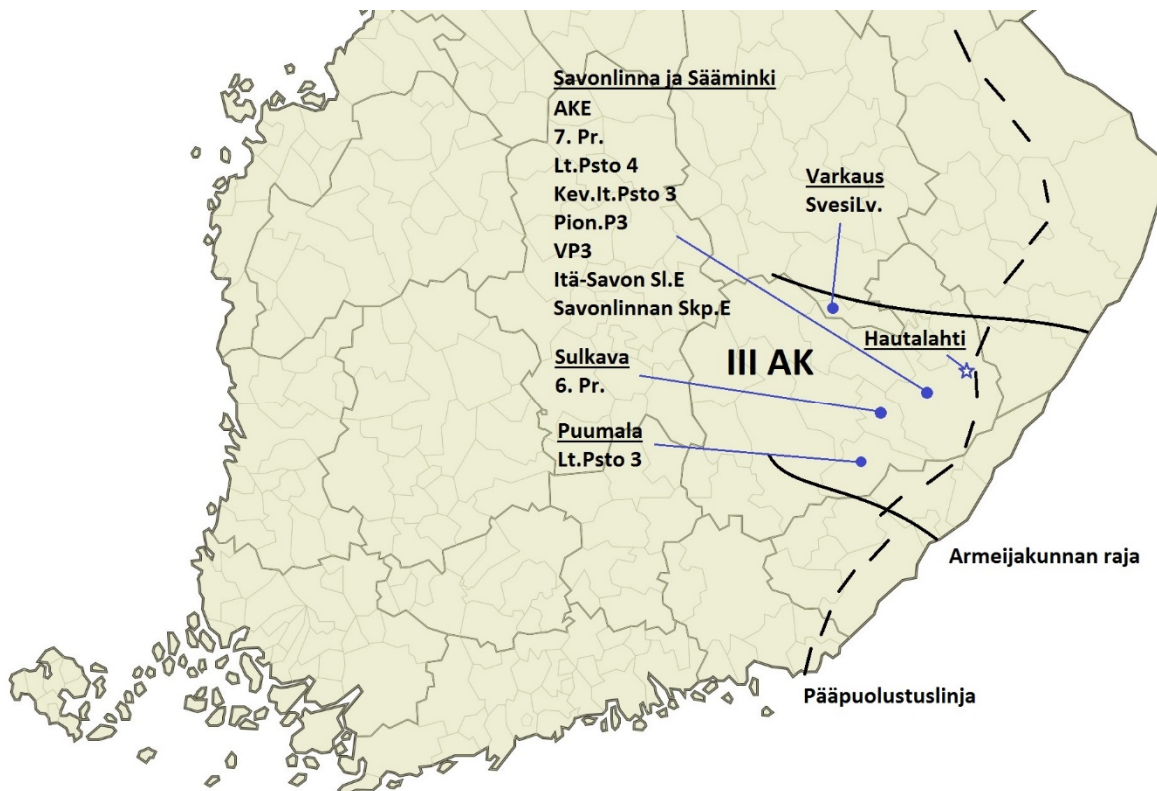 Savonlinna ja Sääminki
AKE
7. Pr.
Lt.Psto 4
Kev.lt.Psto 3
Pion.P3
VP3
Itä-Savon Sl.E
Savonlinnan Skp.E
Varkaus
SvesiLv.
Hautalahti
III AK
Sulkava
6. Pr.
Puumala
Lt.Psto 3
Armeijakunnan raja
Pääpuolustuslinja